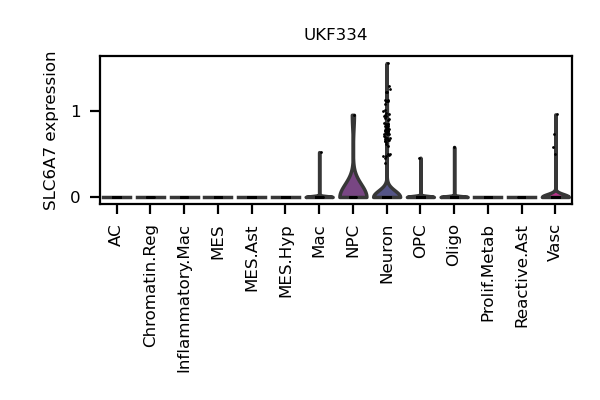 UKF334
SLC6A7 expression
1
0
AC
Chromatin.Reg
Inflammatory.Mac
MES
MES.Ast
MES.Hyp
Mac
NPC
Neuron
OPC
Oligo
Prolif.Metab
Reactive.Ast
Vasc